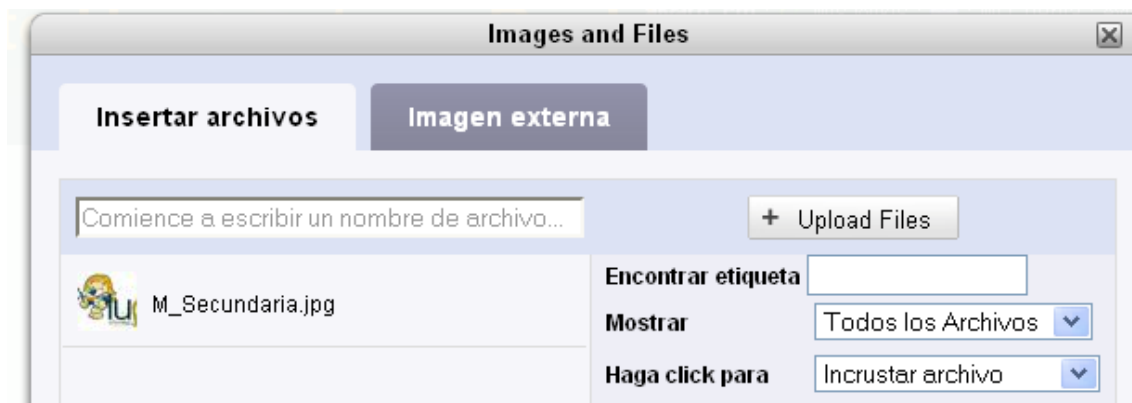 Images and Files
Insertar archivos
Imagen externa
Comience a escribir un nombre de archivo...
+ Upload Files
M_Secundaria.jpg
Encontrar etiqueta
Mostrar
Todos los Archivos
Haga click para
Incrustar archivo